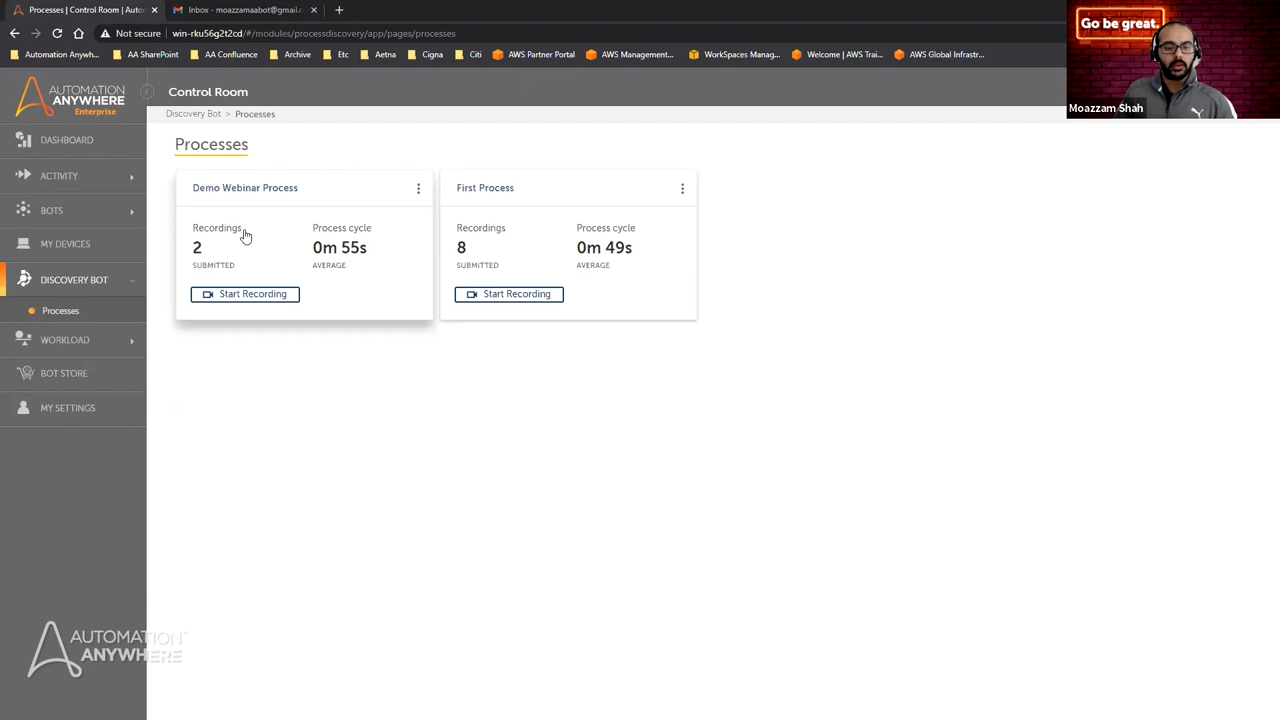 Processes | Control Room | Auto
Inbox - moazzamaabot@gmail.c
Not secure | win-rku56g2t2cd/#/modules/processdiscovery/app/processes
Automation Anywh...
AA SharePoint
AA Confluence
Archive
Etc
Aetna
Citi
Cigna
AWS Partner Portal
AWS Management...
WorkSpaces Manag...
Welcome | AWS Trai...
AWS Global Infrastr...
Go be great.
Moazzam Shah
AUTOMATION
ANYWHERE
Enterprise
Control Room
Discovery Bot > Processes
DASHBOARD
ACTIVITY
BOTS
MY DEVICES
DISCOVERY BOT
Processes
WORKLOAD
BOT STORE
MY SETTINGS
Processes
Demo Webinar Process
Recordings
2
SUBMITTED
Process cycle
0m 55s
AVERAGE
Start Recording
First Process
Recordings
8
SUBMITTED
Process cycle
0m 49s
AVERAGE
Start Recording
AUTOMATION
ANYWHERE